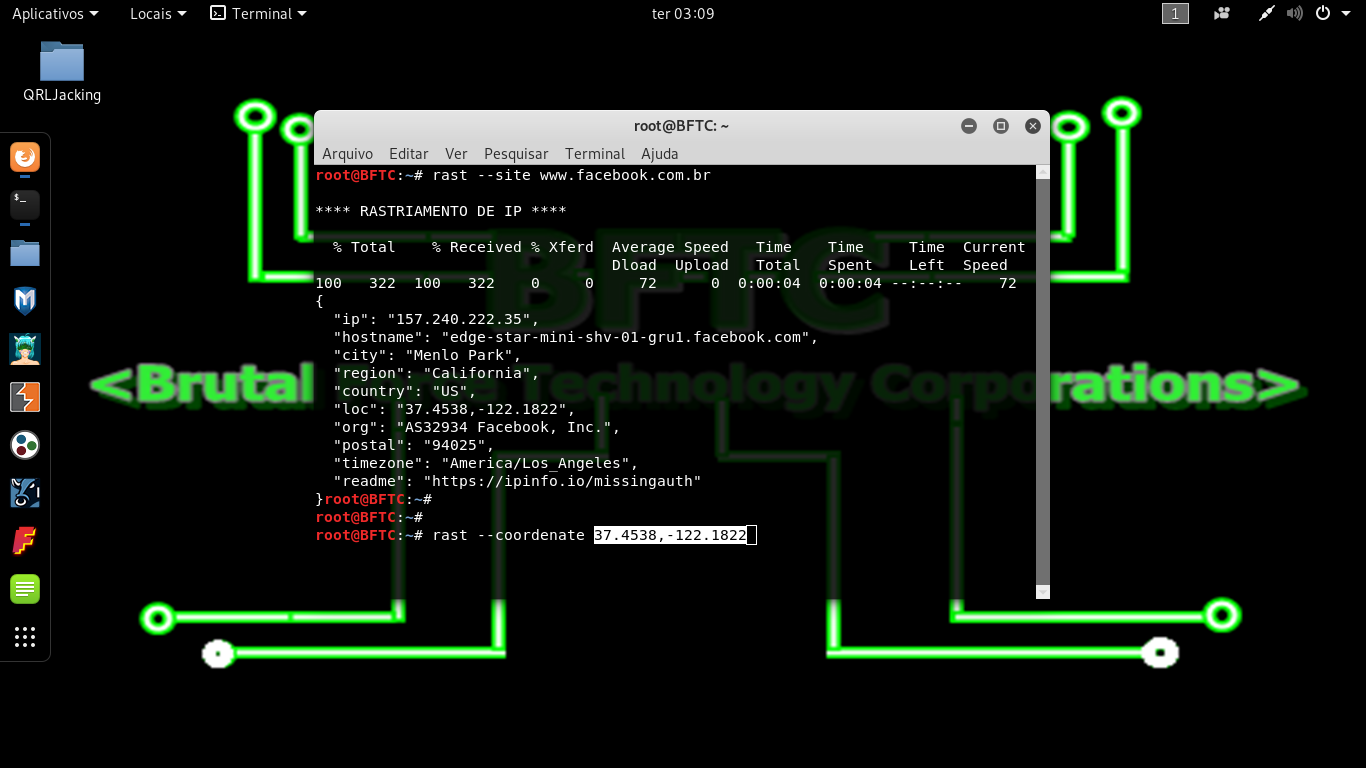 Aplicativos Locais Terminal ter 03:09 1
QRLJacking
root@BFTC: ~
Arquivo Editar Ver Pesquisar Terminal Ajuda
root@BFTC:~# rast --site www.facebook.com.br
**** RASTRIAMENTO DE IP ****
% Total % Received % Xferd Average Speed Time Time Time Current
Dload Upload Total Spent Left Speed
100 322 100 322 0 0 72 0 0:00:04 0:00:04 --:--:-- 72
{
"ip": "157.240.222.35",
"hostname": "edge-star-mini-shv-01-gru1.facebook.com",
"city": "Menlo Park",
"region": "California",
"country": "US",
"loc": "37.4538,-122.1822",
"org": "AS32934 Facebook, Inc.",
"postal": "94025",
"timezone": "America/Los_Angeles",
"readme": "https://ipinfo.io/missingauth"
}root@BFTC:~#
root@BFTC:~#
root@BFTC:~# rast --coordenate 37.4538,-122.1822
BFTC
<Brutal Technology Corporations>